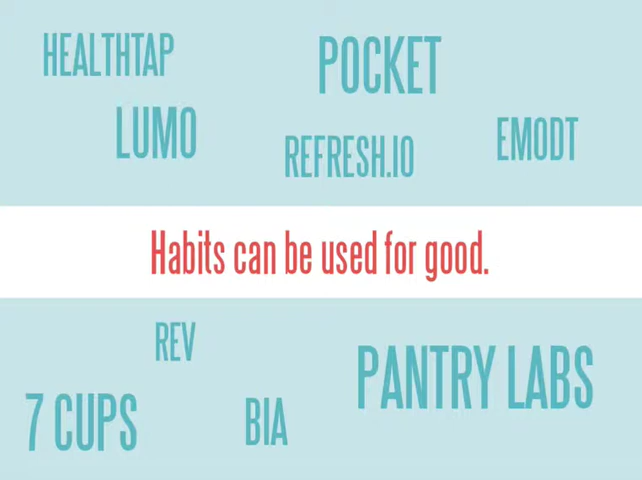 HEALTHTAP
POCKET
LUMO
REFRESH.IO
EMODT
Habits can be used for good.
REV
PANTRY LABS
7 CUPS
BIA